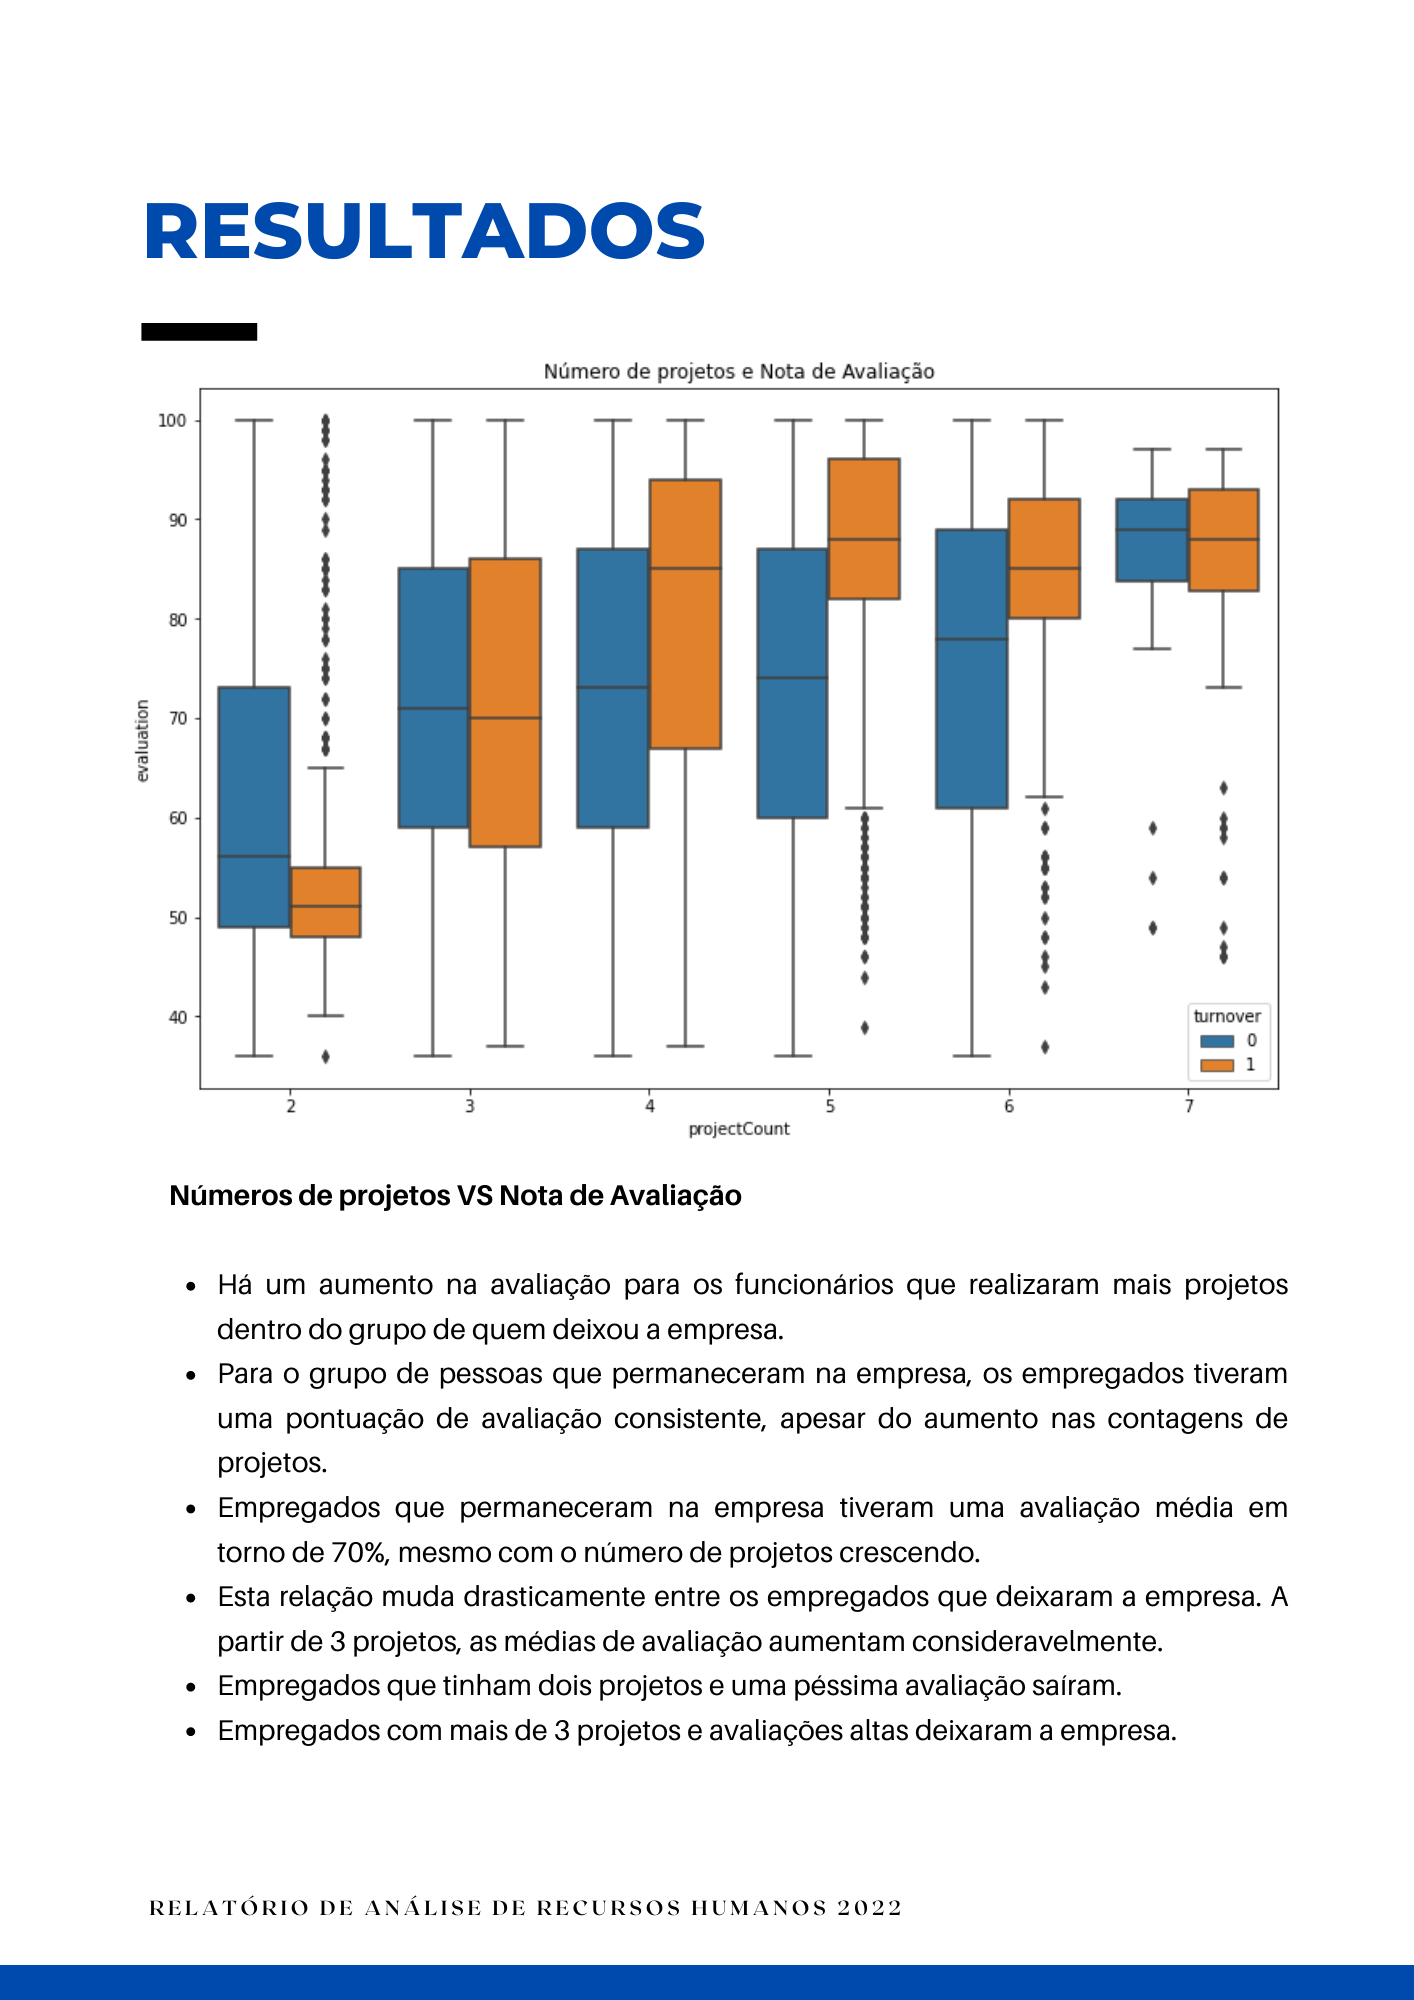 RESULTADOS
Número de projetos e Nota de Avaliação
100
90
80
70
60
50
40
evaluation
turnover
0
1
2 3 4 5 6 7
projectCount
Números de projetos VS Nota de Avaliação
• Há um aumento na avaliação para os funcionários que realizaram mais projetos
dentro do grupo de quem deixou a empresa.
• Para o grupo de pessoas que permaneceram na empresa, os empregados tiveram
uma pontuação de avaliação consistente, apesar do aumento nas contagens de
projetos.
• Empregados que permaneceram na empresa tiveram uma avaliação média em
torno de 70%, mesmo com o número de projetos crescendo.
• Esta relação muda drasticamente entre os empregados que deixaram a empresa. A
partir de 3 projetos, as médias de avaliação aumentam consideravelmente.
• Empregados que tinham dois projetos e uma péssima avaliação saíram.
• Empregados com mais de 3 projetos e avaliações altas deixaram a empresa.
RELATÓRIO DE ANÁLISE DE RECURSOS HUMANOS 2022